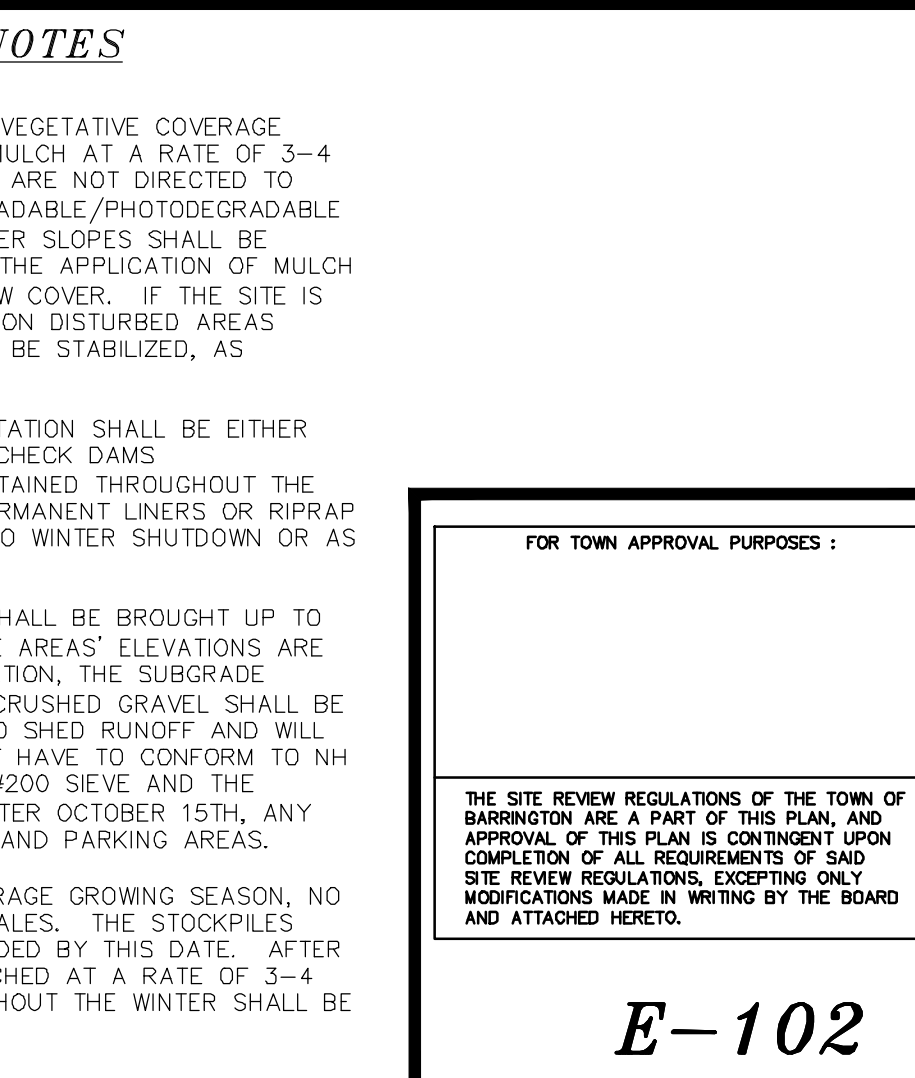 NOTES
VEGETATIVE COVERAGE
MULCH AT A RATE OF 3-4
ARE NOT DIRECTED TO
ADABLE/PHOTODEGRADABLE
ER SLOPES SHALL BE
THE APPLICATION OF MULCH
W COVER. IF THE SITE IS
ON DISTURBED AREAS
BE STABILIZED, AS
TATION SHALL BE EITHER
CHECK DAMS
TAINED THROUGHOUT THE
RMANENT LINERS OR RIPRAP
O WINTER SHUTDOWN OR AS
HALL BE BROUGHT UP TO
E AREAS' ELEVATIONS ARE
TION, THE SUBGRADE
CRUSHED GRAVEL SHALL BE
O SHED RUNOFF AND WILL
T HAVE TO CONFORM TO NH
#200 SIEVE AND THE
TER OCTOBER 15TH, ANY
AND PARKING AREAS.
RAGE GROWING SEASON, NO
ALES. THE STOCKPILES
DED BY THIS DATE. AFTER
CHED AT A RATE OF 3-4
HOUT THE WINTER SHALL BE
FOR TOWN APPROVAL PURPOSES :
THE SITE REVIEW REGULATIONS OF THE TOWN OF
BARRINGTON ARE A PART OF THIS PLAN, AND
APPROVAL OF THIS PLAN IS CONTINGENT UPON
COMPLETION OF ALL REQUIREMENTS OF SAID
SITE REVIEW REGULATIONS, EXCEPTING ONLY
MODIFICATIONS MADE IN WRITING BY THE BOARD
AND ATTACHED HERETO.
E-102